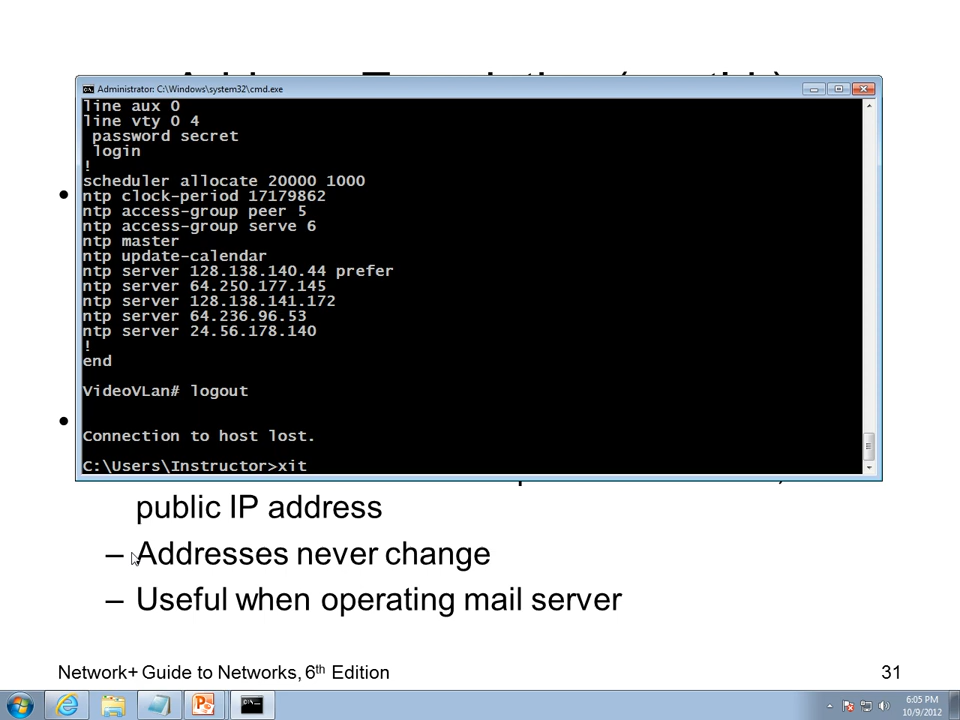 Administrator: C:\Windows\system32\cmd.exe
line aux 0
line vty 0 4
password secret
login
!
scheduler allocate 20000 1000
ntp clock-period 17179862
ntp access-group peer 5
ntp access-group serve 6
ntp master
ntp update-calendar
ntp server 128.138.140.44 prefer
ntp server 64.250.177.145
ntp server 128.138.141.172
ntp server 64.236.96.53
ntp server 24.56.178.140
!
end
VideoVLan# logout
Connection to host lost.
C:\Users\Instructor>xit
public IP address
– Addresses never change
– Useful when operating mail server
Network+ Guide to Networks, 6th Edition
31
6:05 PM
10/9/2012